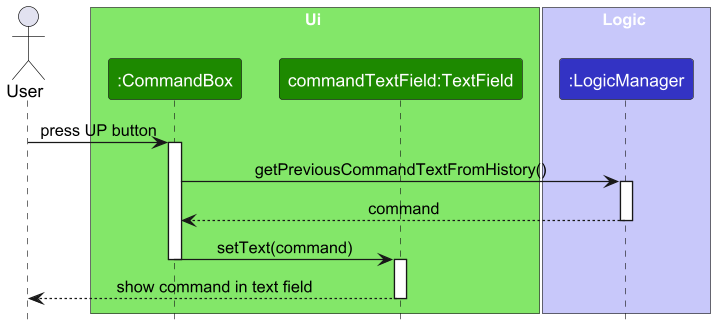 Ui
Logic
:CommandBox
commandTextField:TextField
:LogicManager
User
press UP button
getPreviousCommandTextFromHistory()
command
setText(command)
show command in text field